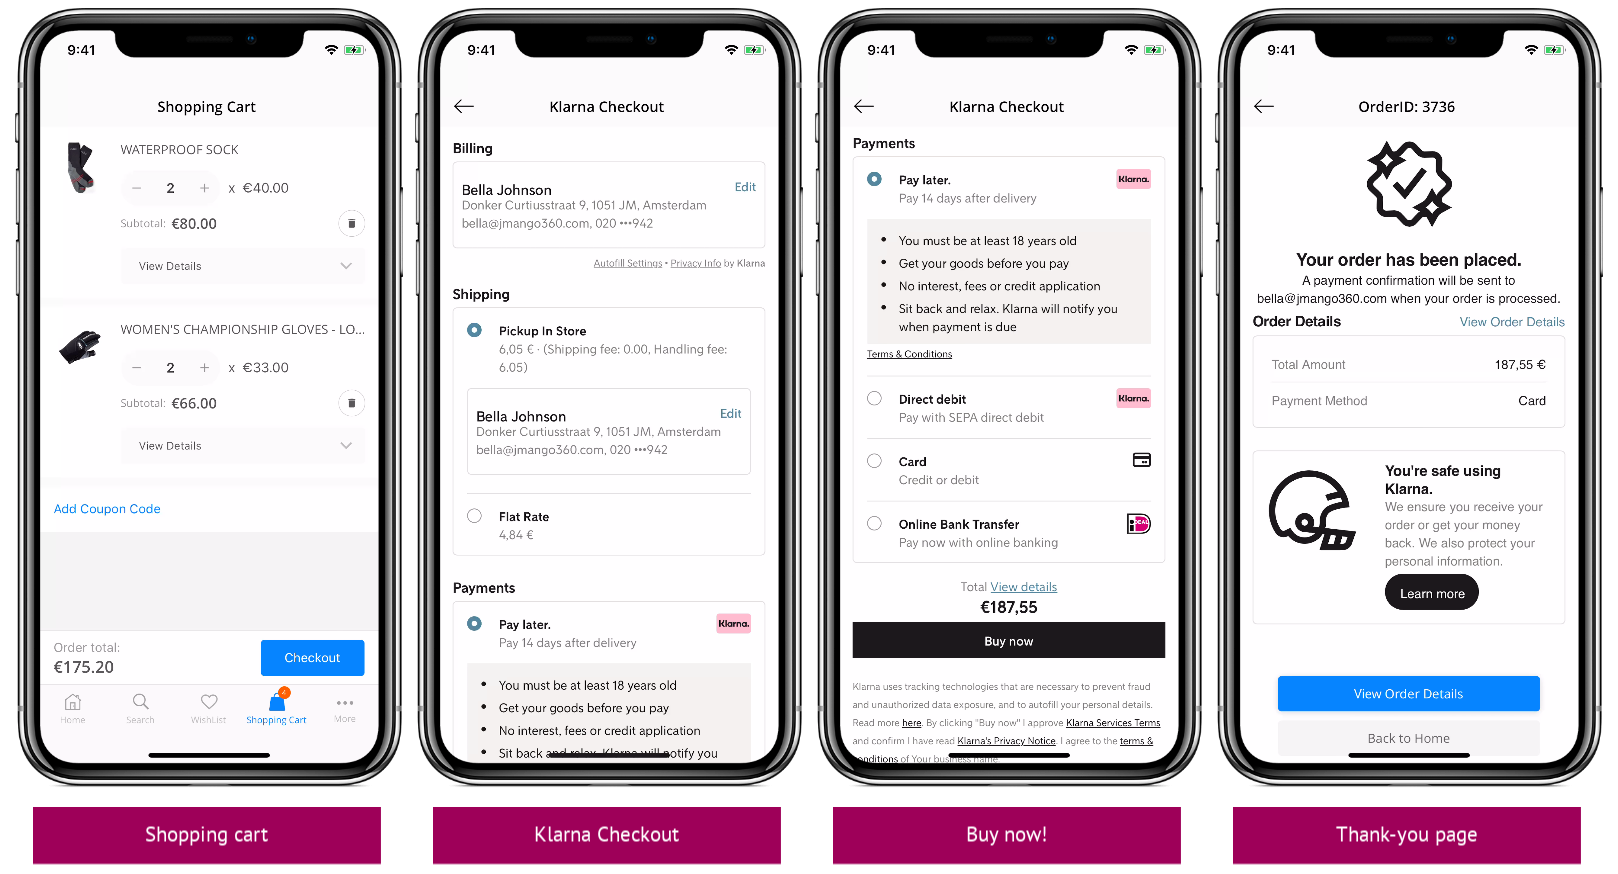 9:41
Shopping Cart
WATERPROOF SOCK
− 2 + x €40.00
Subtotal: €80.00
View Details
WOMEN'S CHAMPIONSHIP GLOVES - LO...
− 2 + x €33.00
Subtotal: €66.00
View Details
Add Coupon Code
Order total:
€175.20
Checkout
4
Home Search WishList Shopping Cart More
Shopping cart
9:41
Klarna Checkout
Billing
Bella Johnson Edit
Donker Curtiusstraat 9, 1051 JM, Amsterdam
bella@jmango360.com, 020 •••942
Autofill Settings • Privacy Info by Klarna
Shipping
Pickup In Store
6,05 € · (Shipping fee: 0.00, Handling fee:
6.05)
Bella Johnson Edit
Donker Curtiusstraat 9, 1051 JM, Amsterdam
bella@jmango360.com, 020 •••942
Flat Rate
4,84 €
Payments
Pay later. Klarna.
Pay 14 days after delivery
• You must be at least 18 years old
• Get your goods before you pay
• No interest, fees or credit application
• Sit back and relax. Klarna will notify you
Klarna Checkout
9:41
Klarna Checkout
Payments
Pay later. Klarna.
Pay 14 days after delivery
• You must be at least 18 years old
• Get your goods before you pay
• No interest, fees or credit application
• Sit back and relax. Klarna will notify you
when payment is due
Terms & Conditions
Direct debit Klarna.
Pay with SEPA direct debit
Card
Credit or debit
Online Bank Transfer iDEAL
Pay now with online banking
Total View details
€187,55
Buy now
Klarna uses tracking technologies that are necessary to prevent fraud
and unauthorized data exposure, and to autofill your personal details.
Read more here. By clicking "Buy now" I approve Klarna Services Terms
and confirm I have read Klarna's Privacy Notice. I agree to the terms &
conditions of Your business name.
Buy now!
9:41
OrderID: 3736
Your order has been placed.
A payment confirmation will be sent to
bella@jmango360.com when your order is processed.
Order Details View Order Details
Total Amount 187,55 €
Payment Method Card
You're safe using
Klarna.
We ensure you receive your
order or get your money
back. We also protect your
personal information.
Learn more
View Order Details
Back to Home
Thank-you page